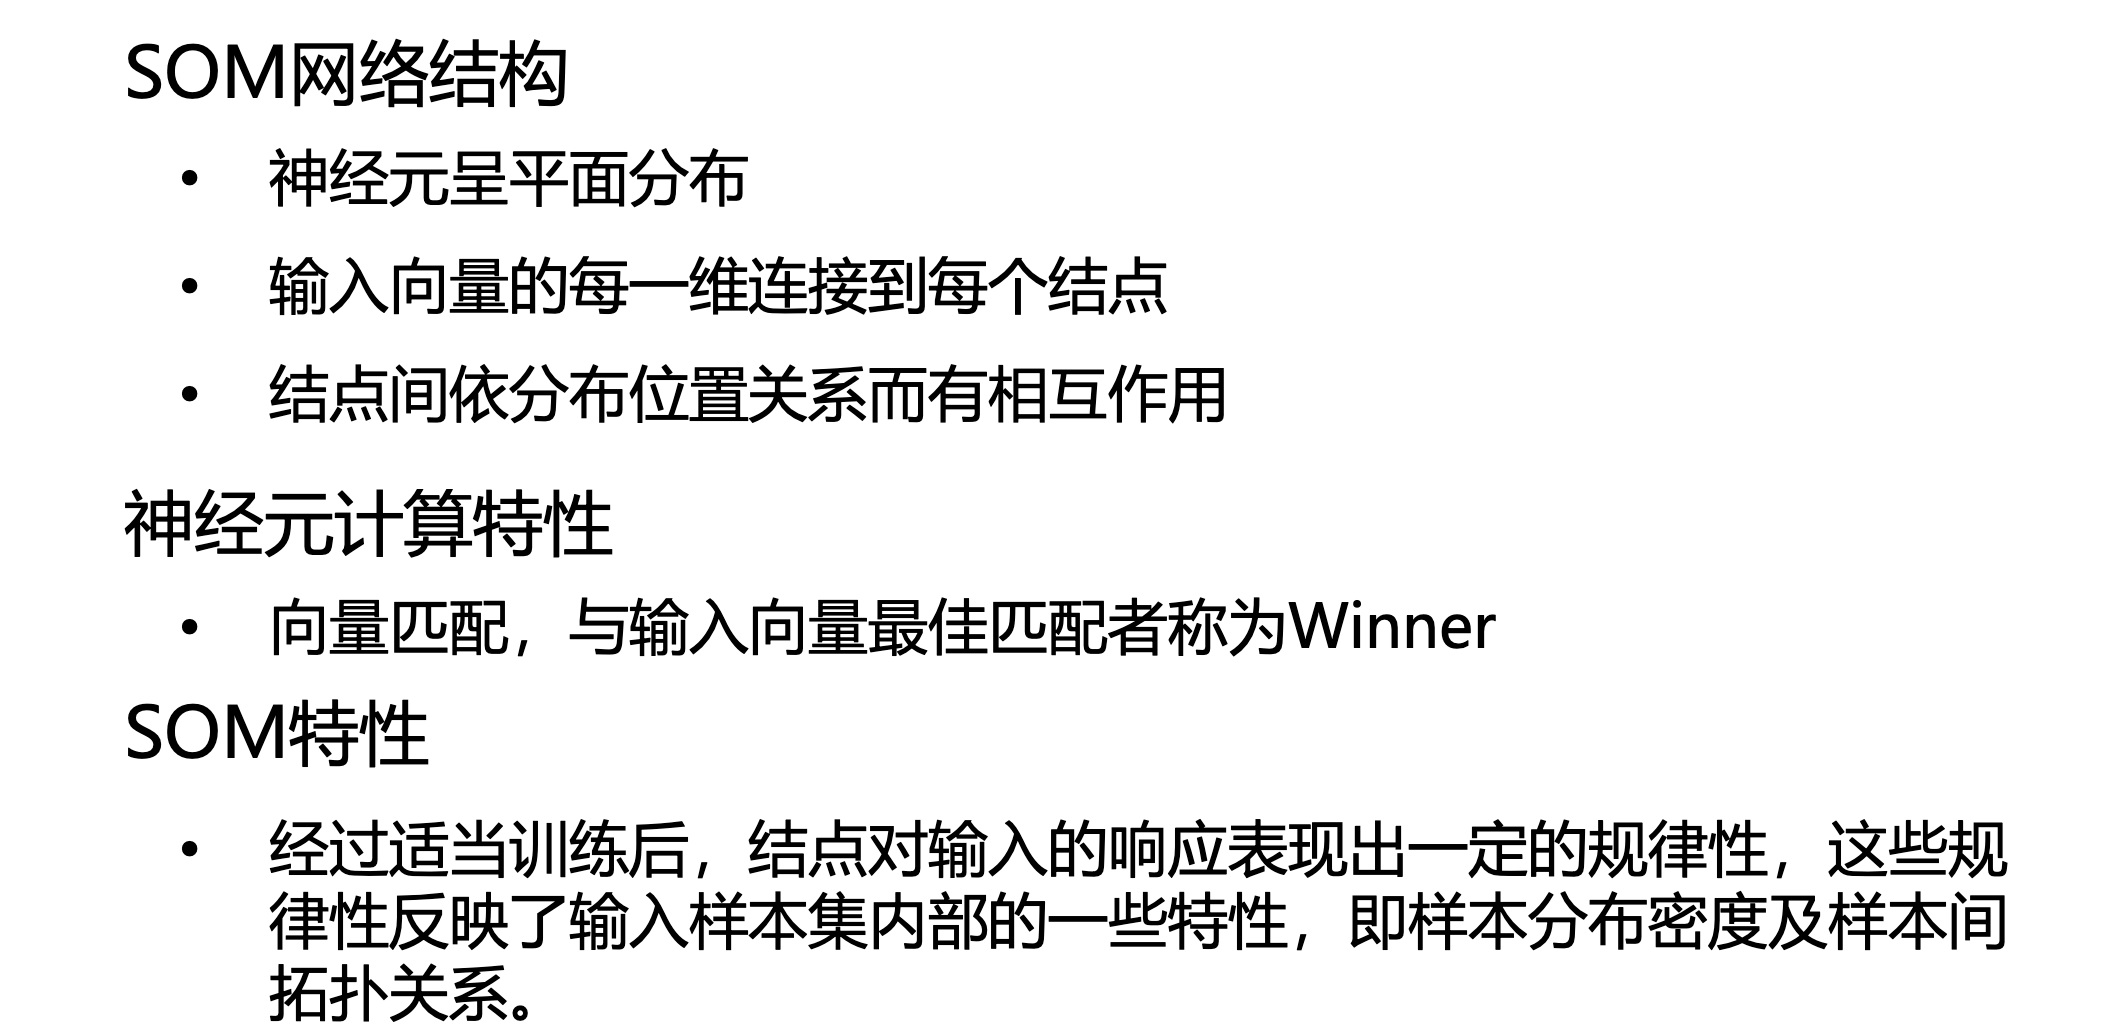 SOM网络结构
• 神经元呈平面分布
• 输入向量的每一维连接到每个结点
• 结点间依分布位置关系而有相互作用
神经元计算特性
• 向量匹配，与输入向量最佳匹配者称为Winner
SOM特性
• 经过适当训练后，结点对输入的响应表现出一定的规律性，这些规
律性反映了输入样本集内部的一些特性，即样本分布密度及样本间
拓扑关系。